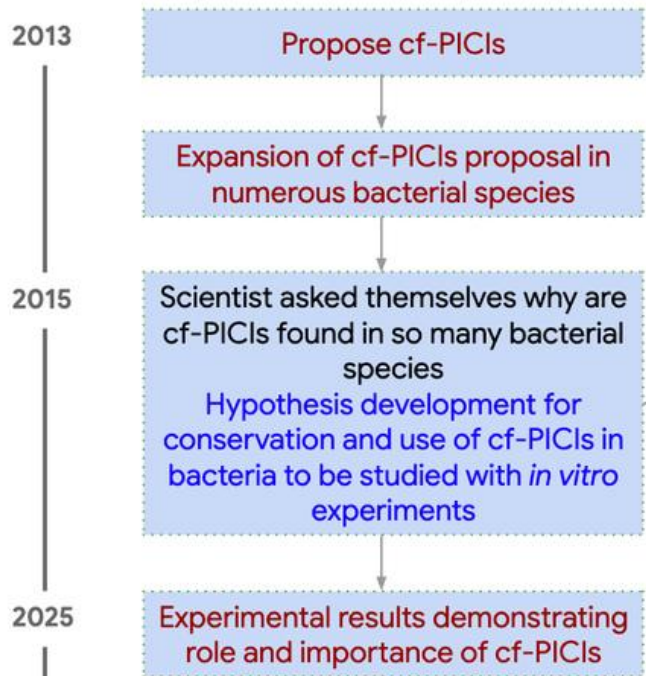 2013
Propose cf-PICIs
Expansion of cf-PICIs proposal in
numerous bacterial species
2015
Scientist asked themselves why are
cf-PICIs found in so many bacterial
species
Hypothesis development for
conservation and use of cf-PICIs in
bacteria to be studied with in vitro
experiments
2025
Experimental results demonstrating
role and importance of cf-PICIs